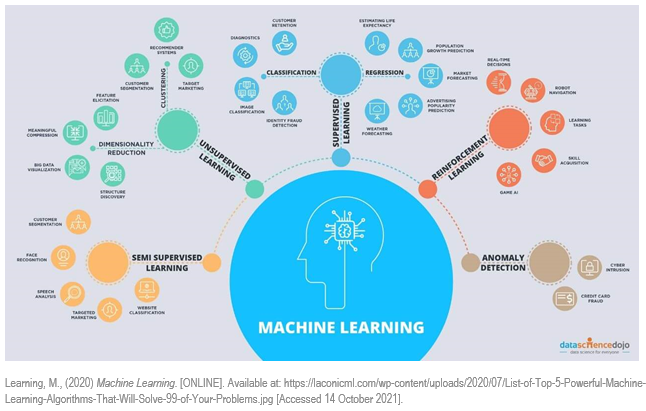 CUSTOMER
RETENTION
DIAGNOSTICS
CLASSIFICATION
IMAGE
CLASSIFICATION
IDENTITY FRAUD
DETECTION
ESTIMATING LIFE
EXPECTANCY
POPULATION
GROWTH PREDICTION
REGRESSION
MARKET
FORECASTING
ADVERTISING
POPULARITY
PREDICTION
WEATHER
FORECASTING
SUPERVISED
LEARNING
RECOMMENDER
SYSTEMS
CUSTOMER
SEGMENTATION
TARGET
MARKETING
CLUSTERING
FEATURE
ELICITATION
MEANINGFUL
COMPRESSION
DIMENSIONALITY
REDUCTION
BIG DATA
VISUALIZATION
STRUCTURE
DISCOVERY
UNSUPERVISED
LEARNING
REAL-TIME
DECISIONS
ROBOT
NAVIGATION
LEARNING
TASKS
SKILL
ACQUISITION
GAME AI
REINFORCEMENT
LEARNING
CUSTOMER
SEGMENTATION
FACE
RECOGNITION
SPEECH
ANALYSIS
TARGETED
MARKETING
WEBSITE
CLASSIFICATION
SEMI SUPERVISED
LEARNING
ANOMALY
DETECTION
CYBER
INTRUSION
CREDIT CARD
FRAUD
MACHINE LEARNING
datasciencedojo
data science for everyone
Learning, M., (2020) Machine Learning. [ONLINE]. Available at: https://laconicml.com/wp-content/uploads/2020/07/List-of-Top-5-Powerful-Machine-
Learning-Algorithms-That-Will-Solve-99-of-Your-Problems.jpg [Accessed 14 October 2021].